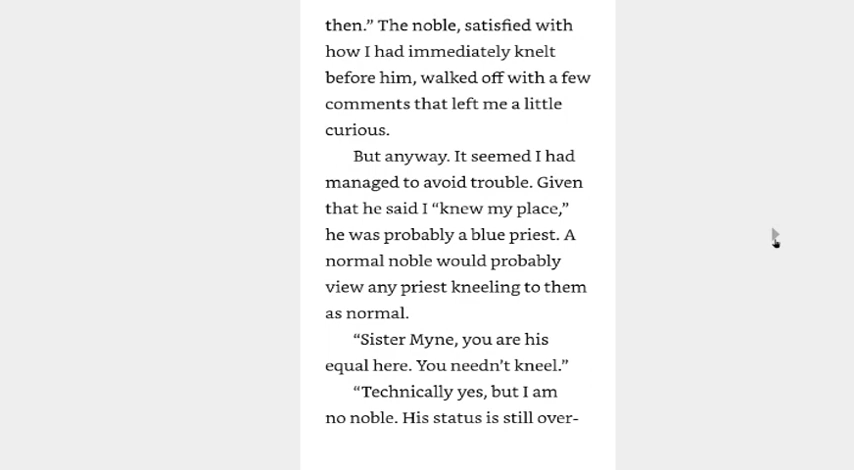 then.” The noble, satisfied with
how I had immediately knelt
before him, walked off with a few
comments that left me a little
curious.
But anyway. It seemed I had
managed to avoid trouble. Given
that he said I “knew my place,”
he was probably a blue priest. A
normal noble would probably
view any priest kneeling to them
as normal.
“Sister Myne, you are his
equal here. You needn’t kneel.”
“Technically yes, but I am
no noble. His status is still over-